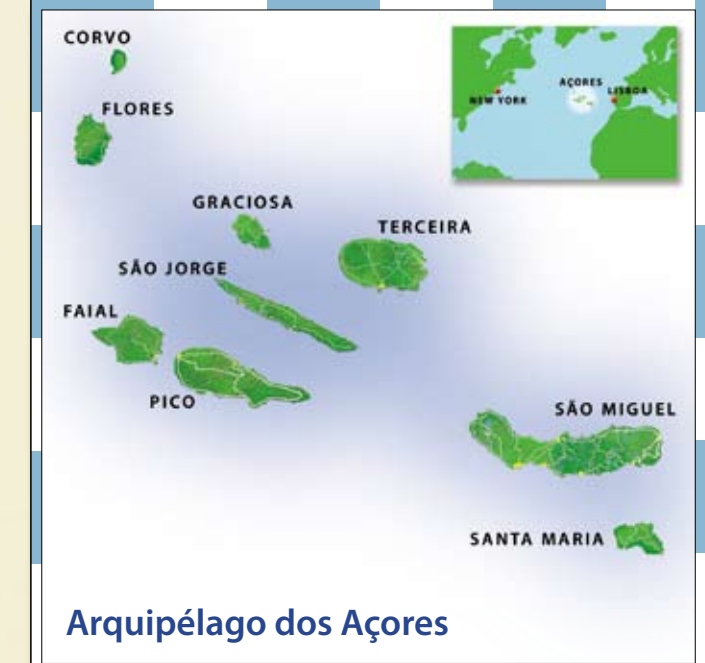 CORVO
FLORES
AÇORES
LISBOA
NEW YORK
GRACIOSA
TERCEIRA
SÃO JORGE
FAIAL
PICO
SÃO MIGUEL
SANTA MARIA
Arquipélago dos Açores